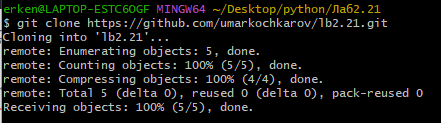 erken@LAPTOP-ESTC6OGF MINGW64 ~/Desktop/python/Лаб2.21
$ git clone https://github.com/umarkochkarov/lb2.21.git
Cloning into 'lb2.21'...
remote: Enumerating objects: 5, done.
remote: Counting objects: 100% (5/5), done.
remote: Compressing objects: 100% (4/4), done.
remote: Total 5 (delta 0), reused 0 (delta 0), pack-reused 0
Receiving objects: 100% (5/5), done.